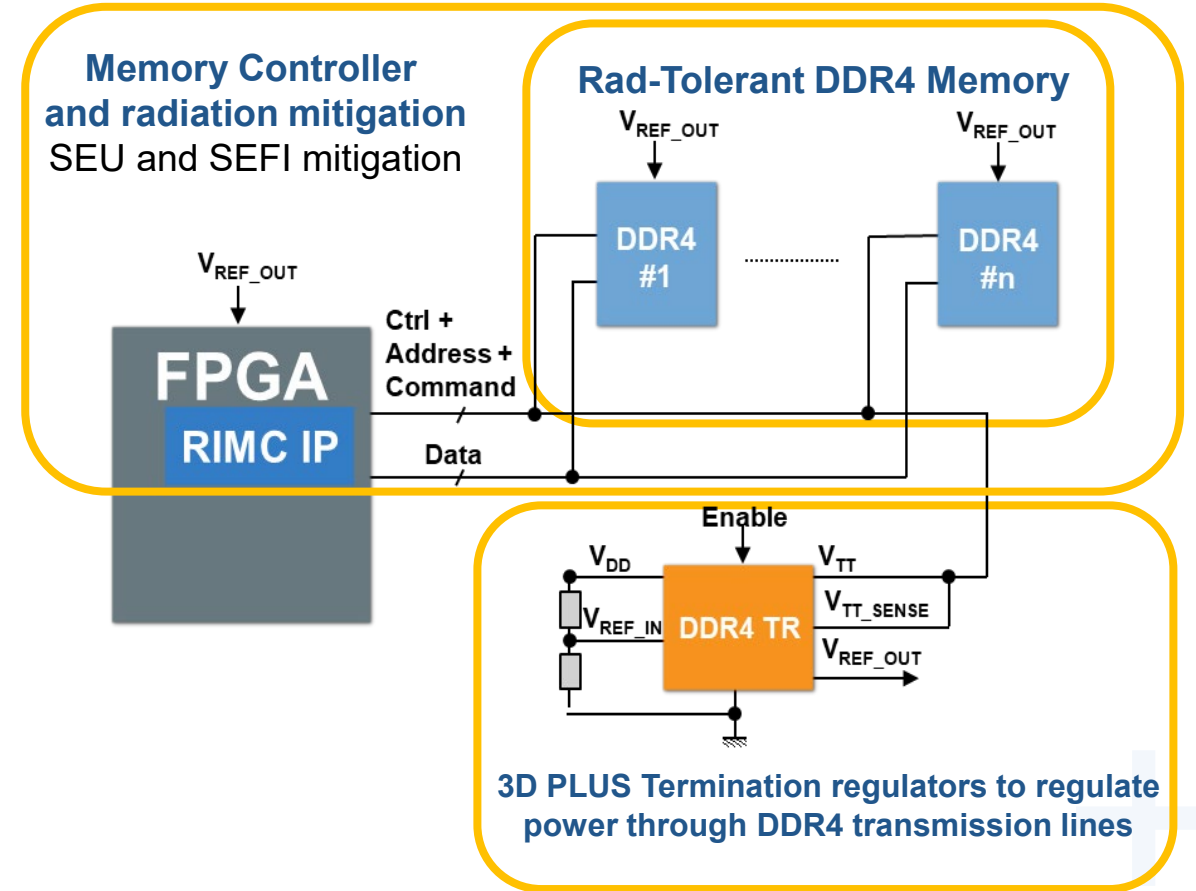 Memory Controller
and radiation mitigation
SEU and SEFI mitigation
Rad-Tolerant DDR4 Memory
VREF_OUT
VREF_OUT
DDR4
#1
DDR4
#n
VREF_OUT
FPGA
RIMC IP
Ctrl +
Address +
Command
Data
Enable
VDD
VREF_IN
DDR4 TR
VTT
VTT_SENSE
VREF_OUT
3D PLUS Termination regulators to regulate
power through DDR4 transmission lines